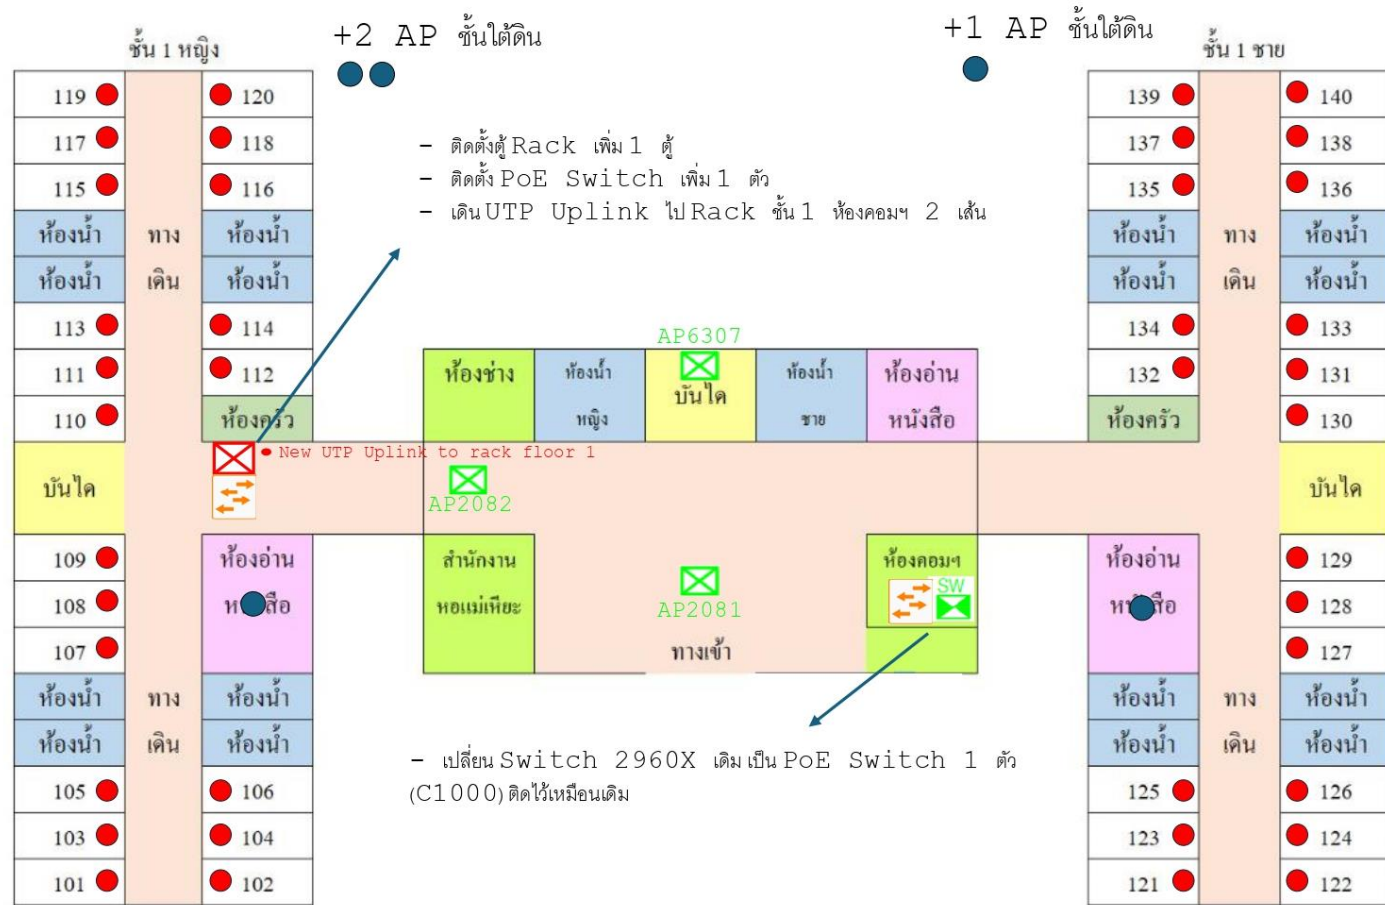 +2 AP ชั้นใต้ดิน
+1 AP ชั้นใต้ดิน
ชั้น 1 หญิง
ชั้น 1 ชาย
119
120
117
118
115
116
ห้องน้ำ
ทาง
ห้องน้ำ
ห้องน้ำ
เดิน
ห้องน้ำ
113
114
111
112
110
ห้องครัว
บันได
109
ห้องอ่าน
108
หนังสือ
107
ห้องน้ำ
ทาง
ห้องน้ำ
ห้องน้ำ
เดิน
ห้องน้ำ
105
106
103
104
101
102
- ติดตั้งตู้ Rack เพิ่ม 1 ตู้
- ติดตั้ง PoE Switch เพิ่ม 1 ตัว
- เดิน UTP Uplink ไป Rack ชั้น 1 ห้องคอมฯ 2 เส้น
New UTP Uplink to rack floor 1
AP6307
ห้องช่าง
ห้องน้ำ
หญิง
บันได
ห้องน้ำ
ชาย
ห้องอ่าน
หนังสือ
AP2082
สำนักงาน
หอแม่เหียะ
AP2081
ทางเข้า
ห้องคอมฯ
SW
- เปลี่ยน Switch 2960X เดิม เป็น PoE Switch 1 ตัว
(C1000) ติดไว้เหมือนเดิม
139
140
137
138
135
136
ห้องน้ำ
ทาง
ห้องน้ำ
ห้องน้ำ
เดิน
ห้องน้ำ
134
133
132
131
ห้องครัว
130
บันได
ห้องอ่าน
129
หนังสือ
128
127
ห้องน้ำ
ทาง
ห้องน้ำ
ห้องน้ำ
เดิน
ห้องน้ำ
125
126
123
124
121
122